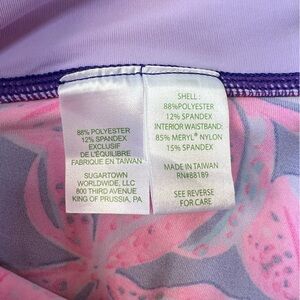 88% POLYESTER
12% SPANDEX
EXCLUSIF
DE L'ÉQUILIBRE
FABRIQUE EN TAIWAN
SUGARTOWN
WORLDWIDE, LLC
800 THIRD AVENUE
KING OF PRUSSIA, PA
SHELL:
88%POLYESTER
12% SPANDEX
INTERIOR WAISTBAND:
85% MERYL® NYLON
15% SPANDEX
MADE IN TAIWAN
RN#88189
SEE REVERSE
FOR CARE